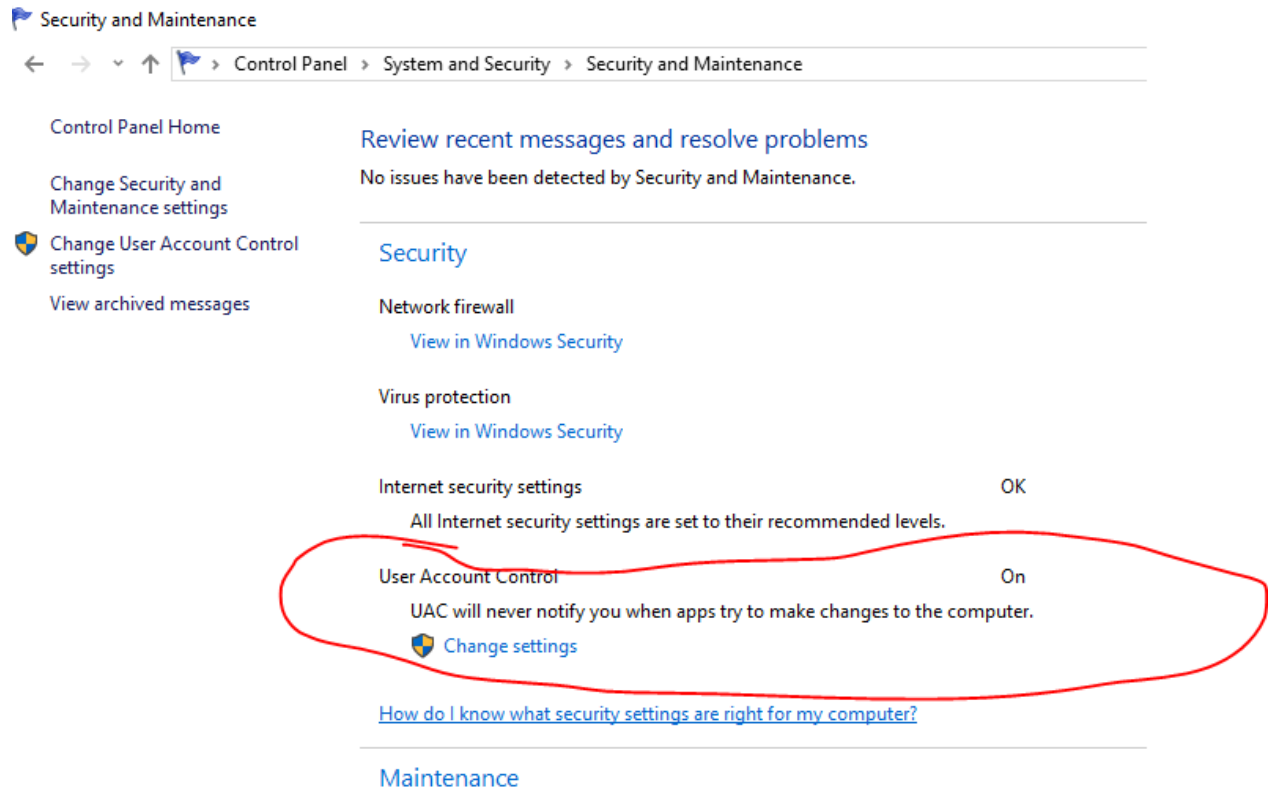 Security and Maintenance
Control Panel > System and Security > Security and Maintenance
Control Panel Home
Change Security and
Maintenance settings
Change User Account Control
settings
View archived messages
Review recent messages and resolve problems
No issues have been detected by Security and Maintenance.
Security
Network firewall
View in Windows Security
Virus protection
View in Windows Security
Internet security settings OK
All Internet security settings are set to their recommended levels.
User Account Control On
UAC will never notify you when apps try to make changes to the computer.
Change settings
How do I know what security settings are right for my computer?
Maintenance